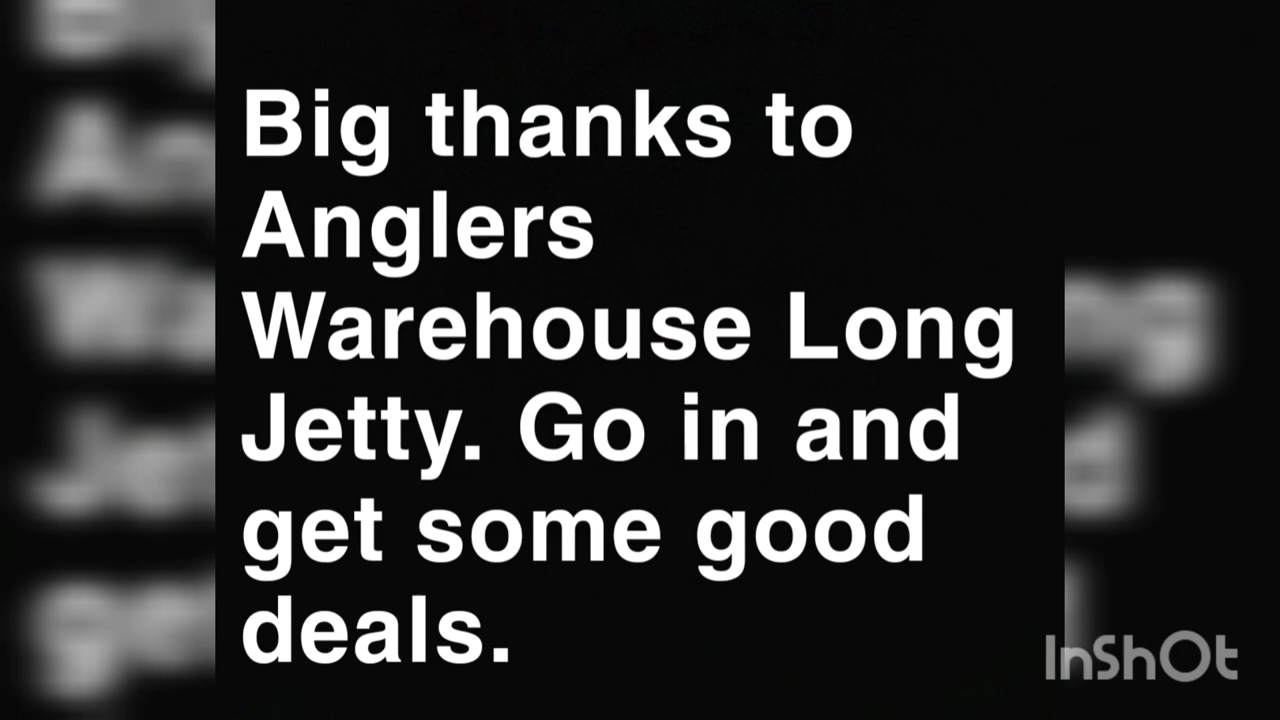 Big thanks to
Anglers
Warehouse Long
Jetty. Go in and
get some good
deals.
InShOt